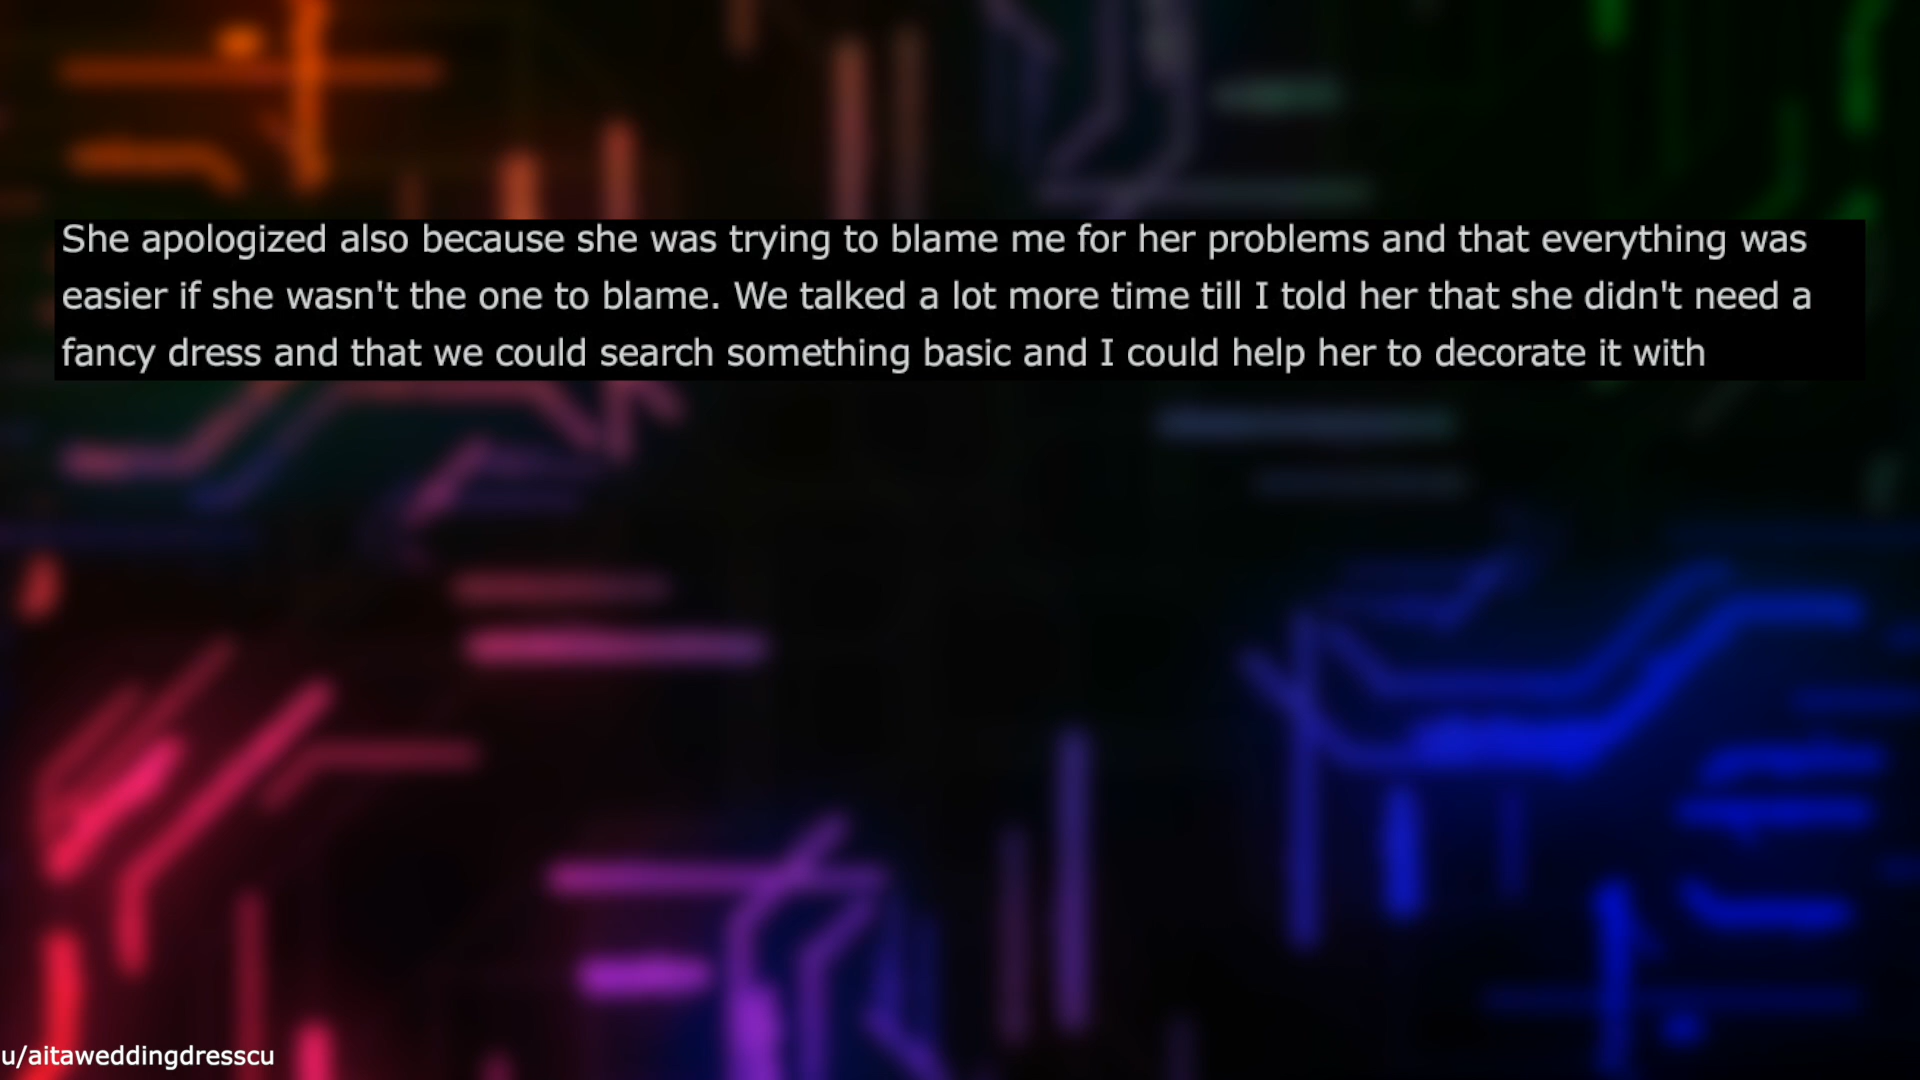 She apologized also because she was trying to blame me for her problems and that everything was
easier if she wasn't the one to blame. We talked a lot more time till I told her that she didn't need a
fancy dress and that we could search something basic and I could help her to decorate it with
u/aitaweddingdresscu